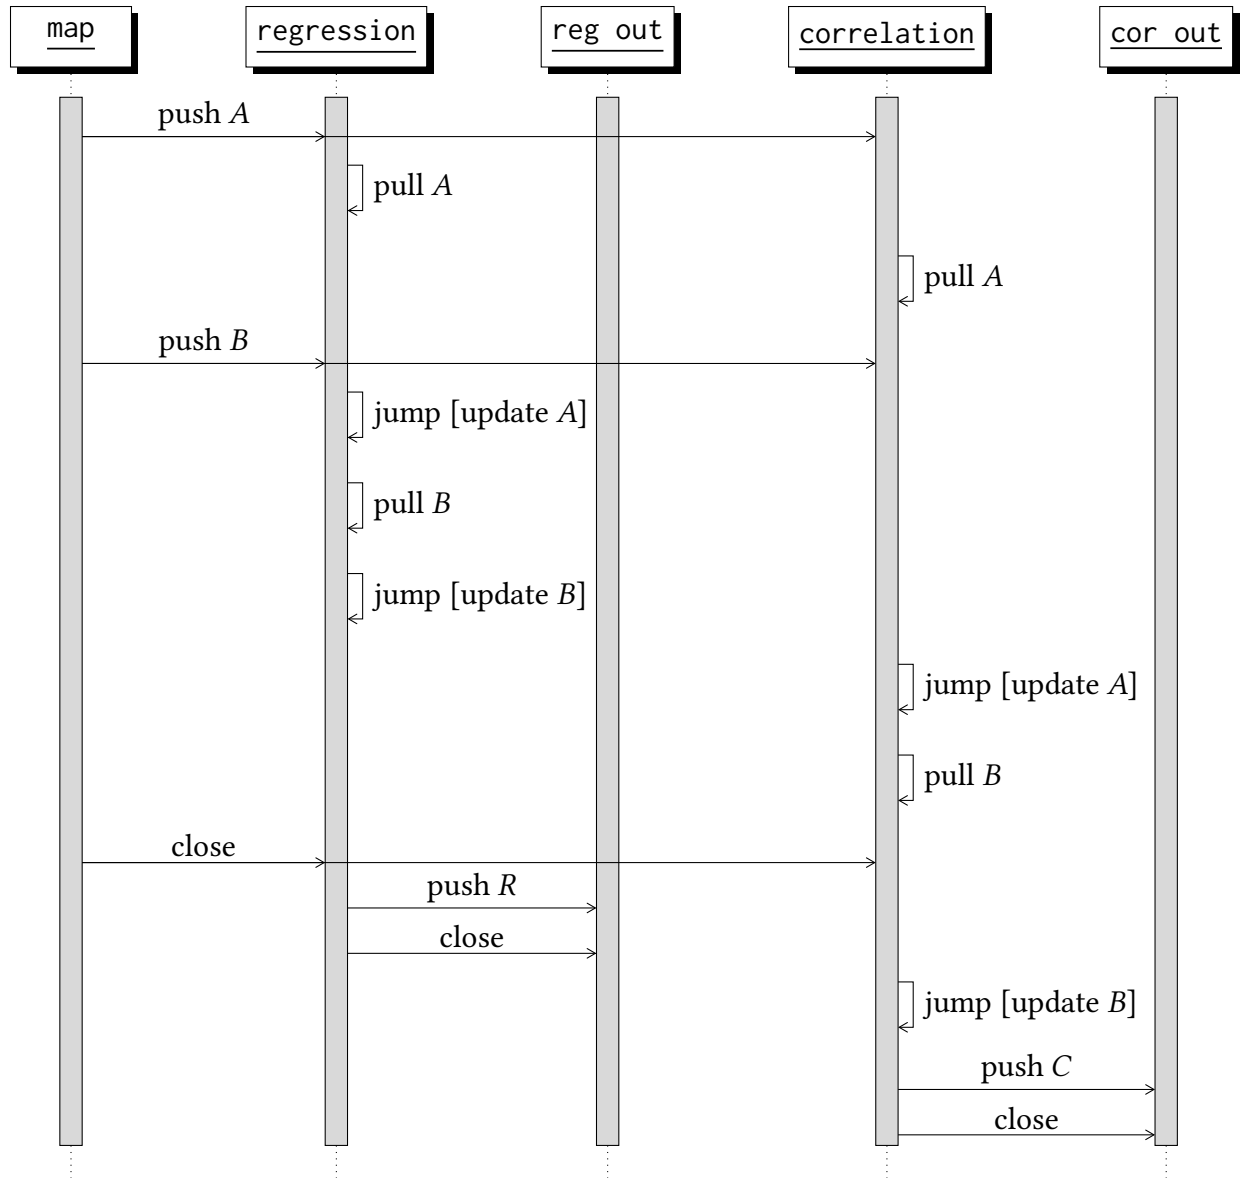 map
regression
reg out
correlation
cor out
push A
pull A
pull A
push B
jump [update A]
pull B
jump [update B]
jump [update A]
pull B
close
push R
close
jump [update B]
push C
close